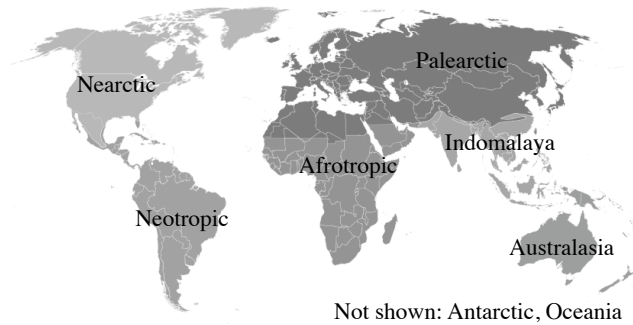 Palearctic
Nearctic
Indomalaya
Afrotropic
Neotropic
Australasia
Not shown: Antarctic, Oceania